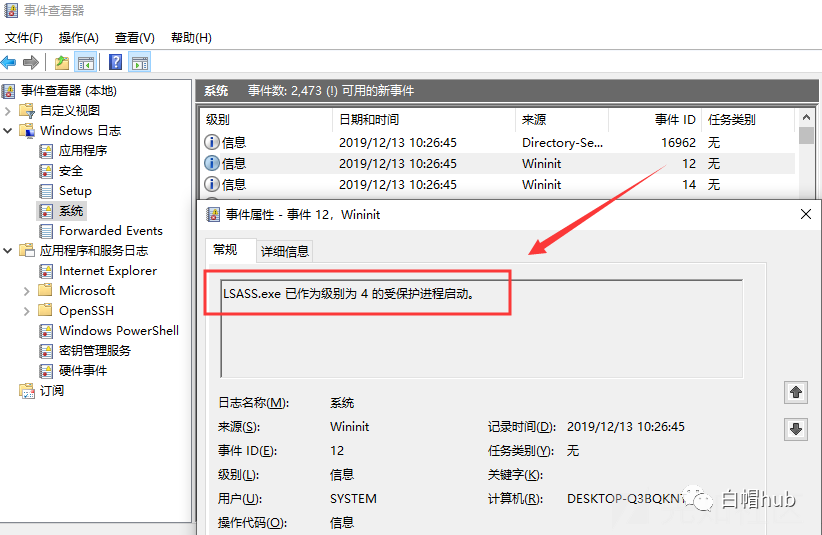 事件查看器
文件(F) 操作(A) 查看(V) 帮助(H)
事件查看器 (本地)
自定义视图
Windows 日志
应用程序
安全
Setup
系统
Forwarded Events
应用程序和服务日志
Internet Explorer
Microsoft
OpenSSH
Windows PowerShell
密钥管理服务
硬件事件
订阅
系统 事件数: 2,473 (!) 可用的新事件
级别 日期和时间 来源 事件 ID 任务类别
信息 2019/12/13 10:26:45 Directory-Se... 16962 无
信息 2019/12/13 10:26:45 Wininit 12 无
信息 2019/12/13 10:26:45 Wininit 14 无
事件属性 - 事件 12，Wininit
常规 详细信息
LSASS.exe 已作为级别为 4 的受保护进程启动。
日志名称(M): 系统
来源(S): Wininit 记录时间(D): 2019/12/13 10:26:45
事件 ID(E): 12 任务类别(Y): 无
级别(L): 信息 关键字(K):
用户(U): SYSTEM 计算机(R): DESKTOP-Q3BQKN
操作代码(O): 信息
白帽hub